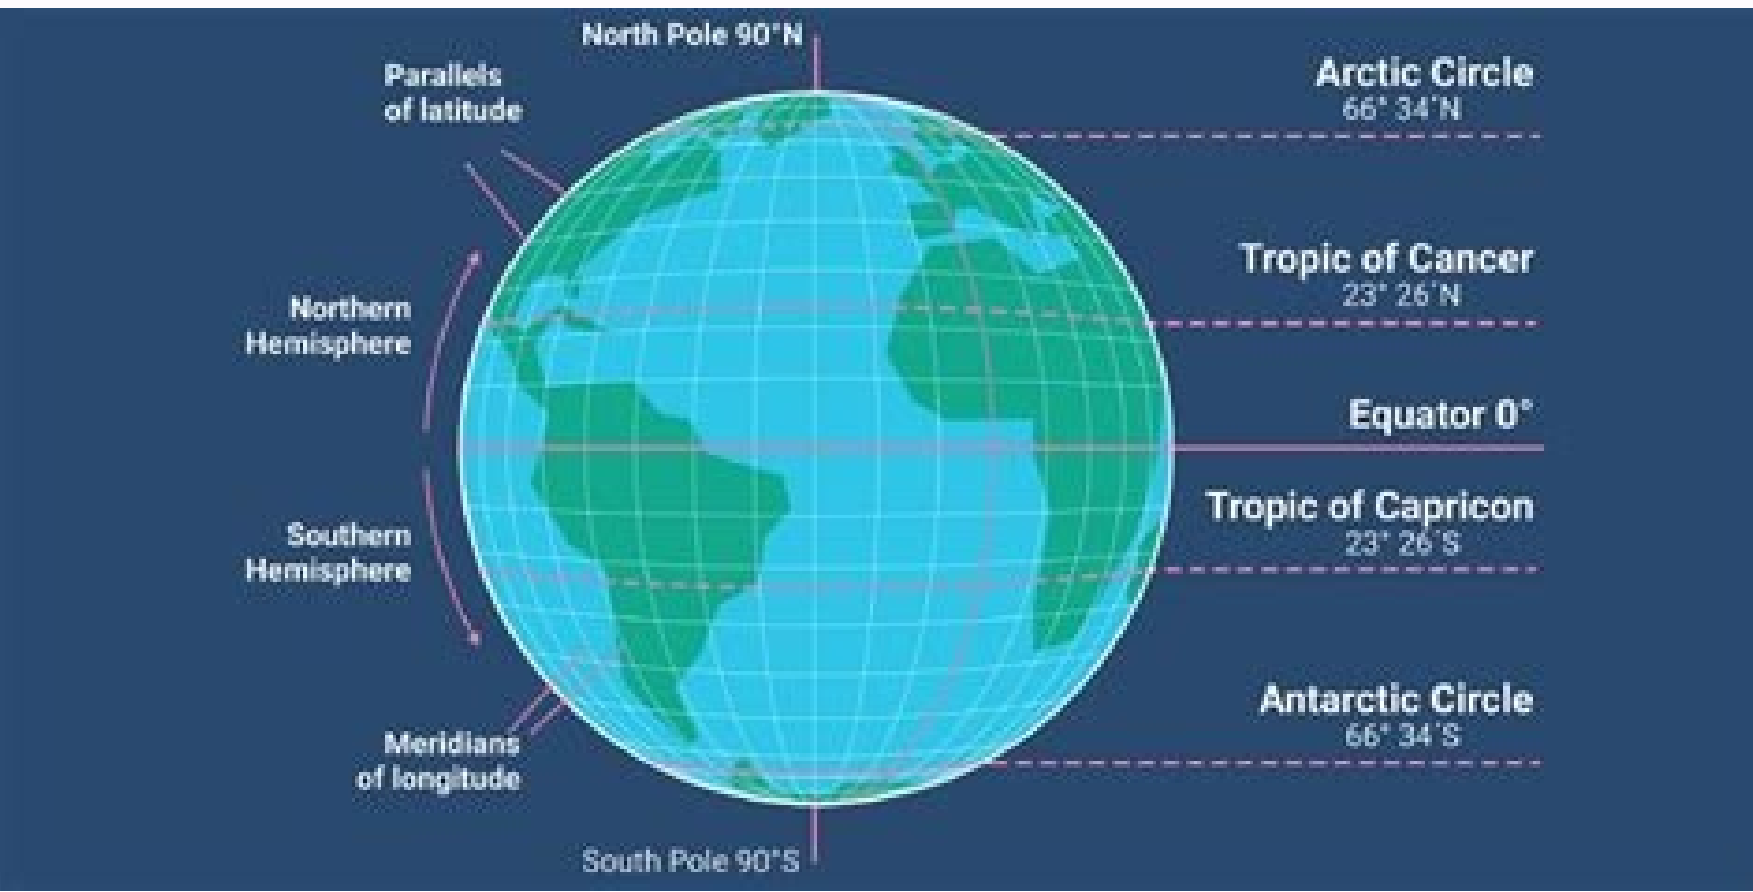 North Pole 90°N
Parallels
of latitude
Arctic Circle
66° 34'N
Tropic of Cancer
23° 26'N
Northern
Hemisphere
Equator 0°
Tropic of Capricon
23° 26'S
Southern
Hemisphere
Antarctic Circle
66° 34'S
Meridians
of longitude
South Pole 90°S